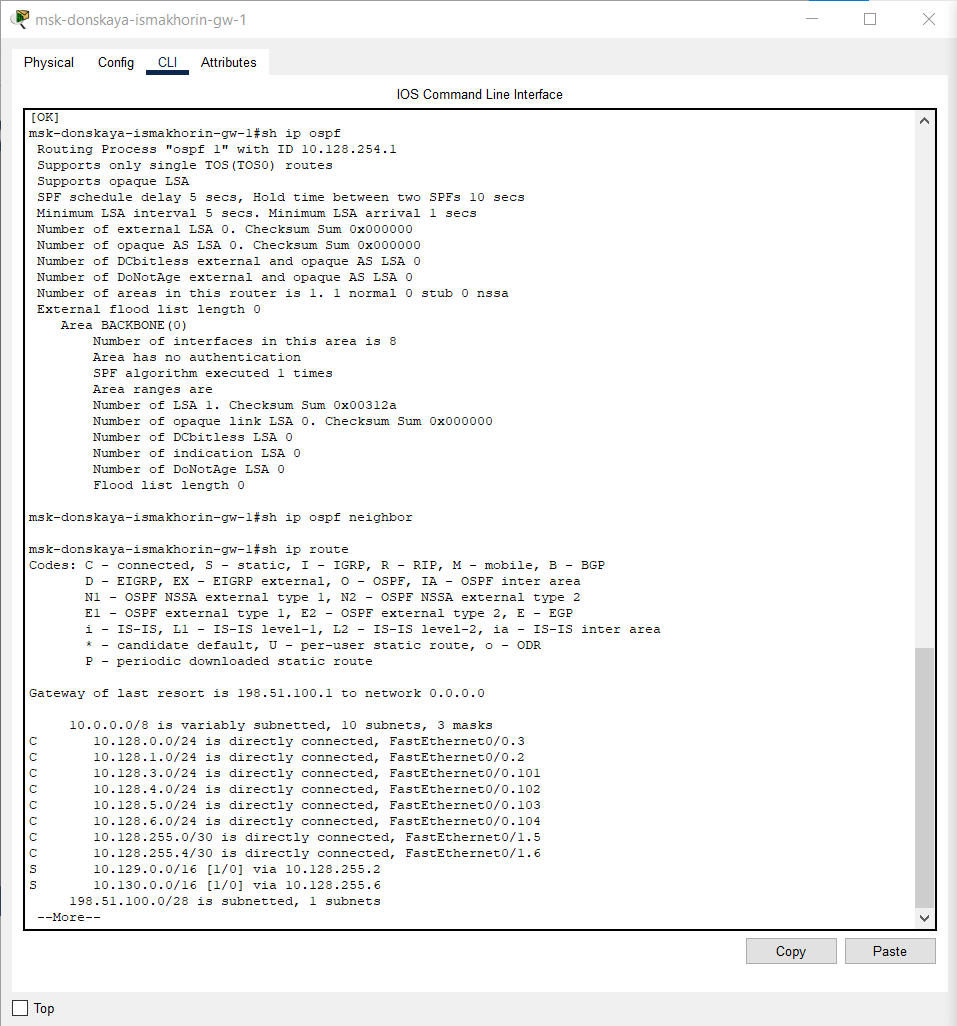 msk-donskaya-ismakhorin-gw-1
Physical Config CLI Attributes
IOS Command Line Interface
[OK]
msk-donskaya-ismakhorin-gw-1#sh ip ospf
Routing Process "ospf 1" with ID 10.128.254.1
Supports only single TOS(TOS0) routes
Supports opaque LSA
SPF schedule delay 5 secs, Hold time between two SPFs 10 secs
Minimum LSA interval 5 secs. Minimum LSA arrival 1 secs
Number of external LSA 0. Checksum Sum 0x000000
Number of opaque AS LSA 0. Checksum Sum 0x000000
Number of DCbitless external and opaque AS LSA 0
Number of DoNotAge external and opaque AS LSA 0
Number of areas in this router is 1. 1 normal 0 stub 0 nssa
External flood list length 0
Area BACKBONE(0)
Number of interfaces in this area is 8
Area has no authentication
SPF algorithm executed 1 times
Area ranges are
Number of LSA 1. Checksum Sum 0x00312a
Number of opaque link LSA 0. Checksum Sum 0x000000
Number of DCbitless LSA 0
Number of indication LSA 0
Number of DoNotAge LSA 0
Flood list length 0
msk-donskaya-ismakhorin-gw-1#sh ip ospf neighbor
msk-donskaya-ismakhorin-gw-1#sh ip route
Codes: C - connected, S - static, I - IGRP, R - RIP, M - mobile, B - BGP
D - EIGRP, EX - EIGRP external, O - OSPF, IA - OSPF inter area
N1 - OSPF NSSA external type 1, N2 - OSPF NSSA external type 2
E1 - OSPF external type 1, E2 - OSPF external type 2, E - EGP
i - IS-IS, L1 - IS-IS level-1, L2 - IS-IS level-2, ia - IS-IS inter area
* - candidate default, U - per-user static route, o - ODR
P - periodic downloaded static route
Gateway of last resort is 198.51.100.1 to network 0.0.0.0
10.0.0.0/8 is variably subnetted, 10 subnets, 3 masks
C 10.128.0.0/24 is directly connected, FastEthernet0/0.3
C 10.128.1.0/24 is directly connected, FastEthernet0/0.2
C 10.128.3.0/24 is directly connected, FastEthernet0/0.101
C 10.128.4.0/24 is directly connected, FastEthernet0/0.102
C 10.128.5.0/24 is directly connected, FastEthernet0/0.103
C 10.128.6.0/24 is directly connected, FastEthernet0/0.104
C 10.128.255.0/30 is directly connected, FastEthernet0/1.5
C 10.128.255.4/30 is directly connected, FastEthernet0/1.6
S 10.129.0.0/16 [1/0] via 10.128.255.2
S 10.130.0.0/16 [1/0] via 10.128.255.6
198.51.100.0/28 is subnetted, 1 subnets
--More--
Copy Paste
Top